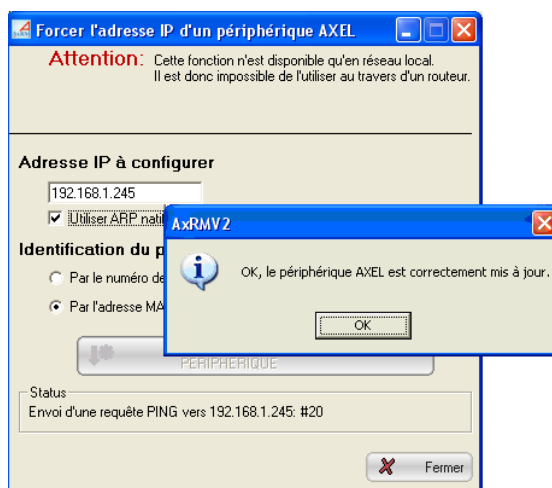 Forcer l'adresse IP d'un périphérique AXEL
Attention: Cette fonction n'est disponible qu'en réseau local.
Il est donc impossible de l'utiliser au travers d'un routeur.
Adresse IP à configurer
192.168.1.245
Utiliser ARP natif
AxRMV2
Identification du p
OK, le périphérique AXEL est correctement mis à jour.
Par le numéro de
Par l'adresse MA
OK
PERIPHERIQUE
Status
Envoi d'une requête PING vers 192.168.1.245: #20
Fermer